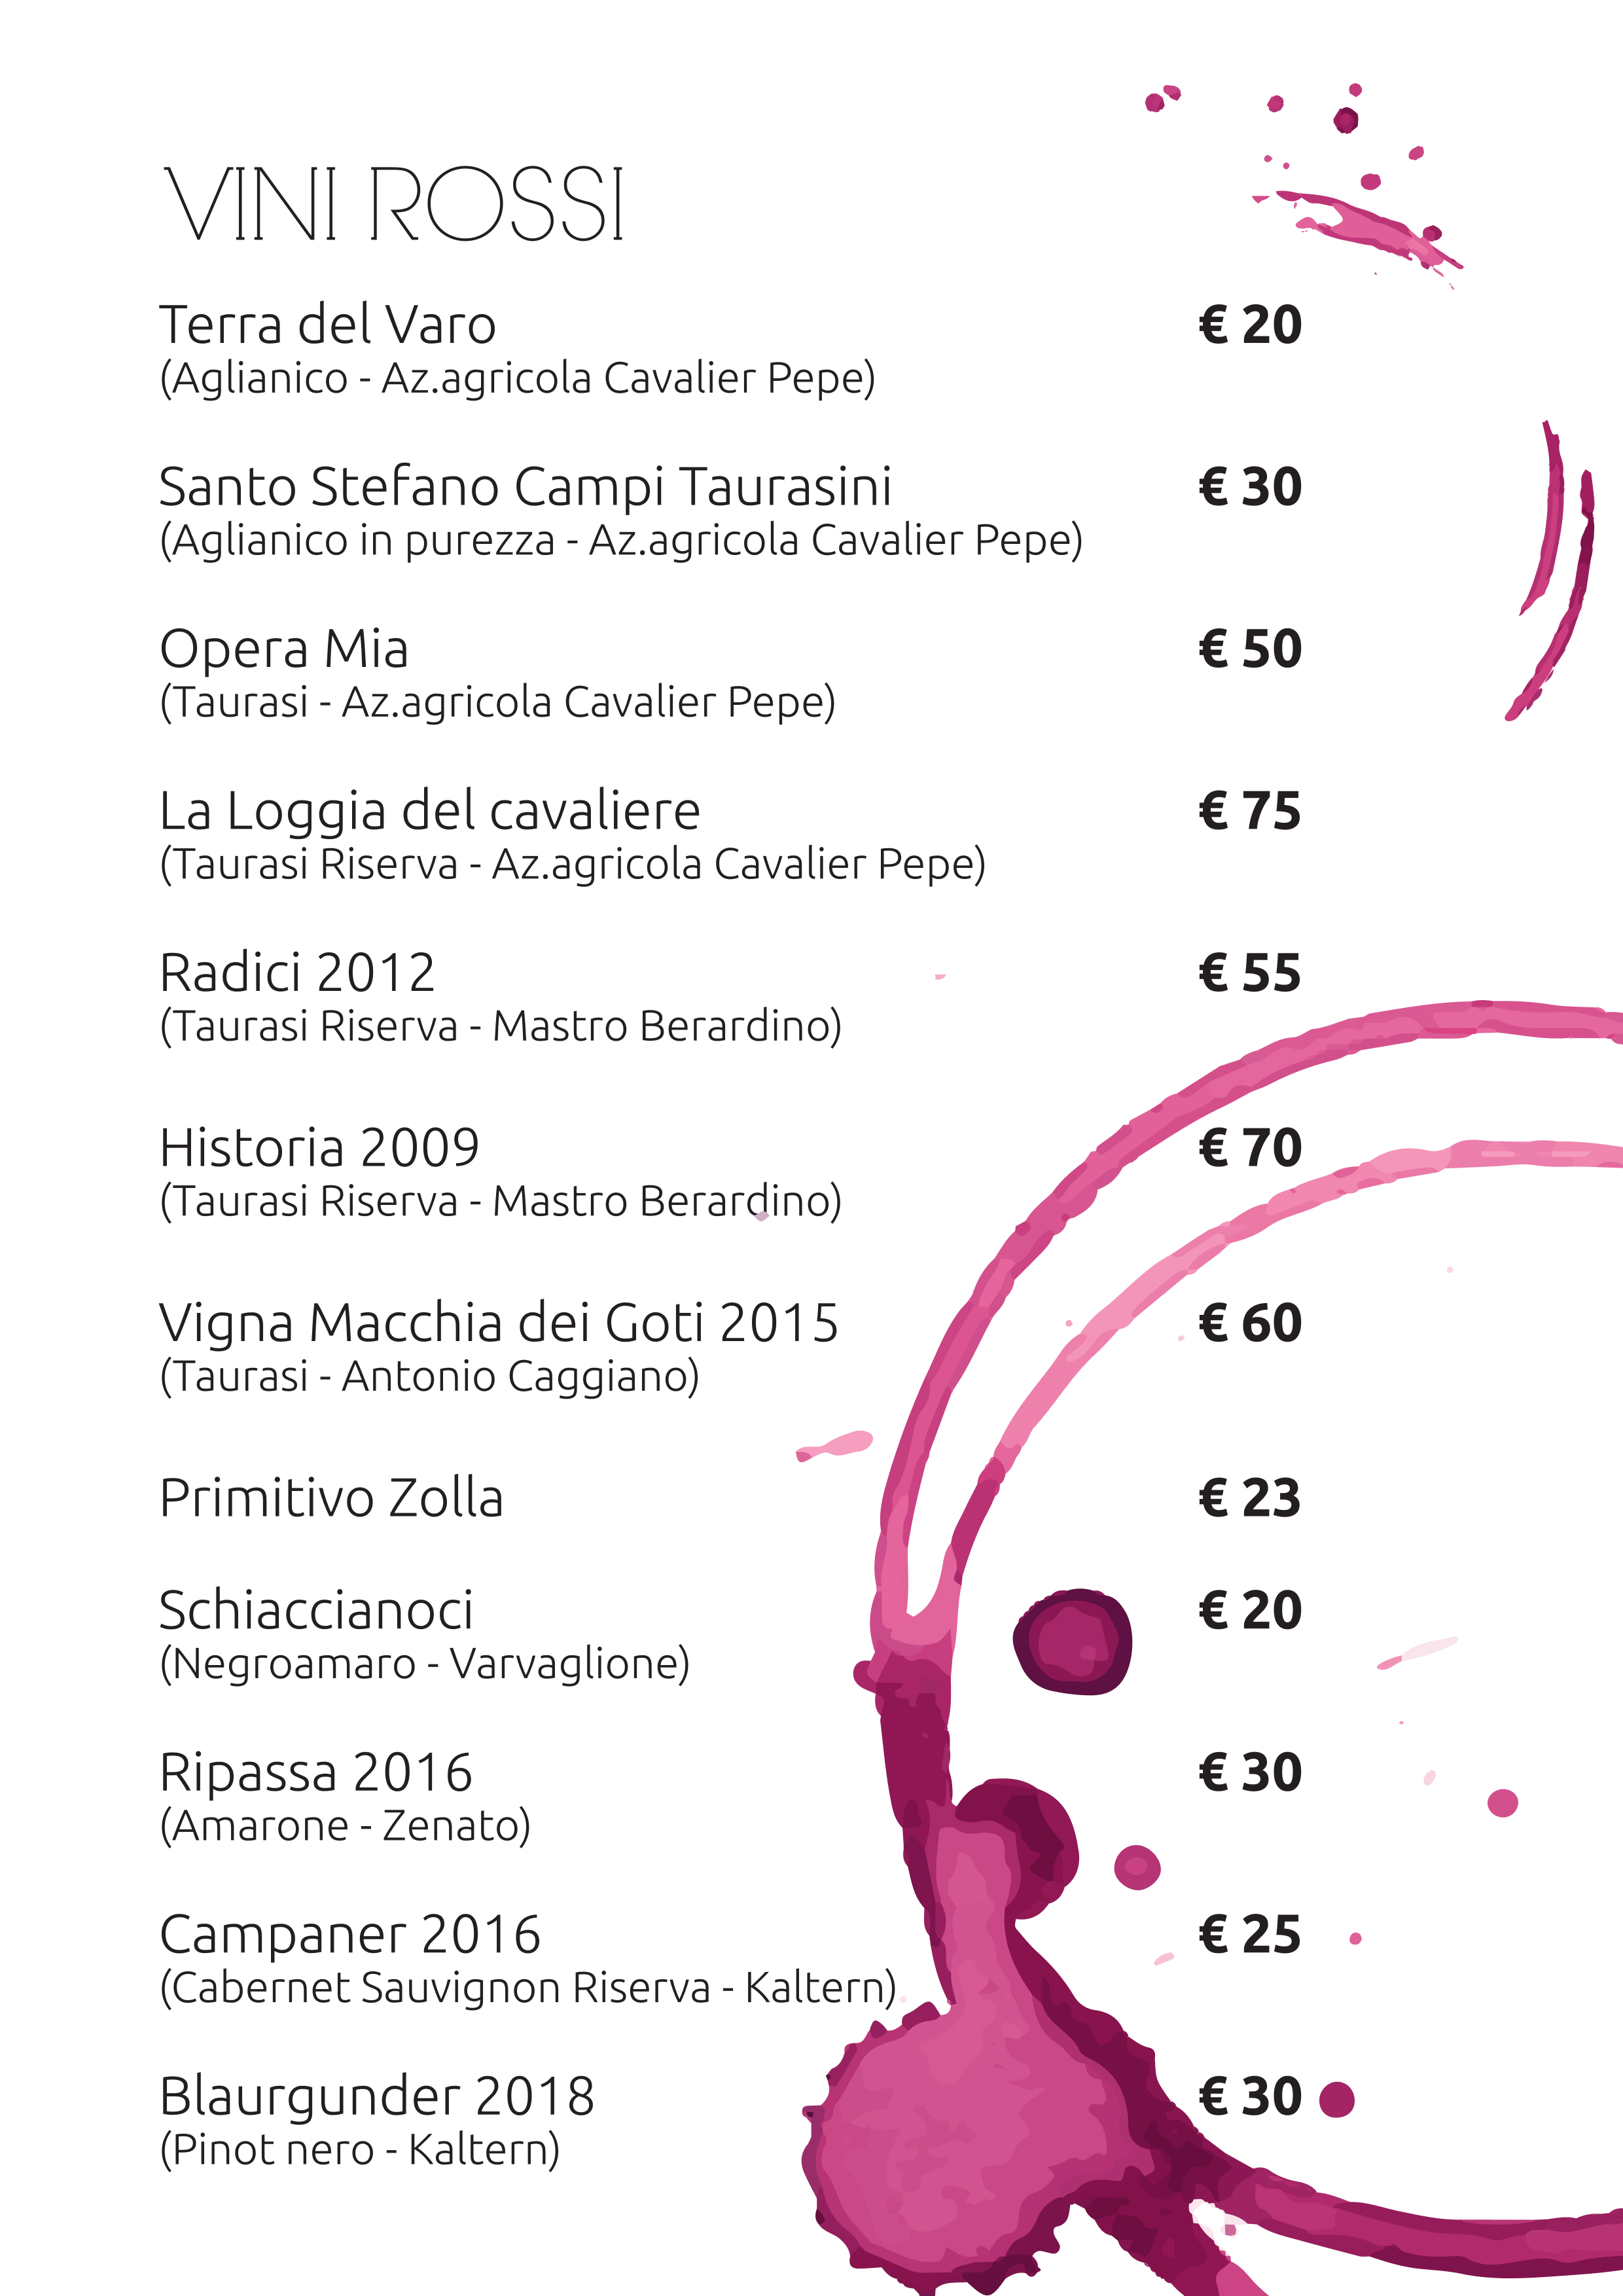 VINI ROSSI
Terra del Varo € 20
(Aglianico - Az.agricola Cavalier Pepe)
Santo Stefano Campi Taurasini € 30
(Aglianico in purezza - Az.agricola Cavalier Pepe)
Opera Mia € 50
(Taurasi - Az.agricola Cavalier Pepe)
La Loggia del cavaliere € 75
(Taurasi Riserva - Az.agricola Cavalier Pepe)
Radici 2012 € 55
(Taurasi Riserva - Mastro Berardino)
Historia 2009 € 70
(Taurasi Riserva - Mastro Berardino)
Vigna Macchia dei Goti 2015 € 60
(Taurasi - Antonio Caggiano)
Primitivo Zolla € 23
Schiaccianoci € 20
(Negroamaro - Varvaglione)
Ripassa 2016 € 30
(Amarone - Zenato)
Campaner 2016 € 25
(Cabernet Sauvignon Riserva - Kaltern)
Blaurgunder 2018 € 30
(Pinot nero - Kaltern)